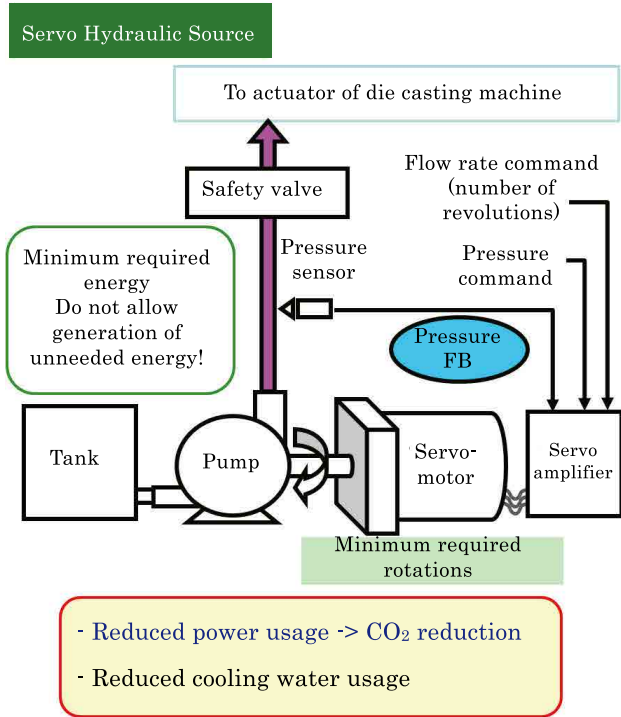 Servo Hydraulic Source
To actuator of die casting machine
Safety valve
Flow rate command
(number of
revolutions)
Pressure
command
Pressure
sensor
Minimum required
energy
Do not allow
generation of
unneeded energy!
Pressure
FB
Tank
Pump
Servo-
motor
Servo
amplifier
Minimum required
rotations
- Reduced power usage -> CO₂ reduction
- Reduced cooling water usage